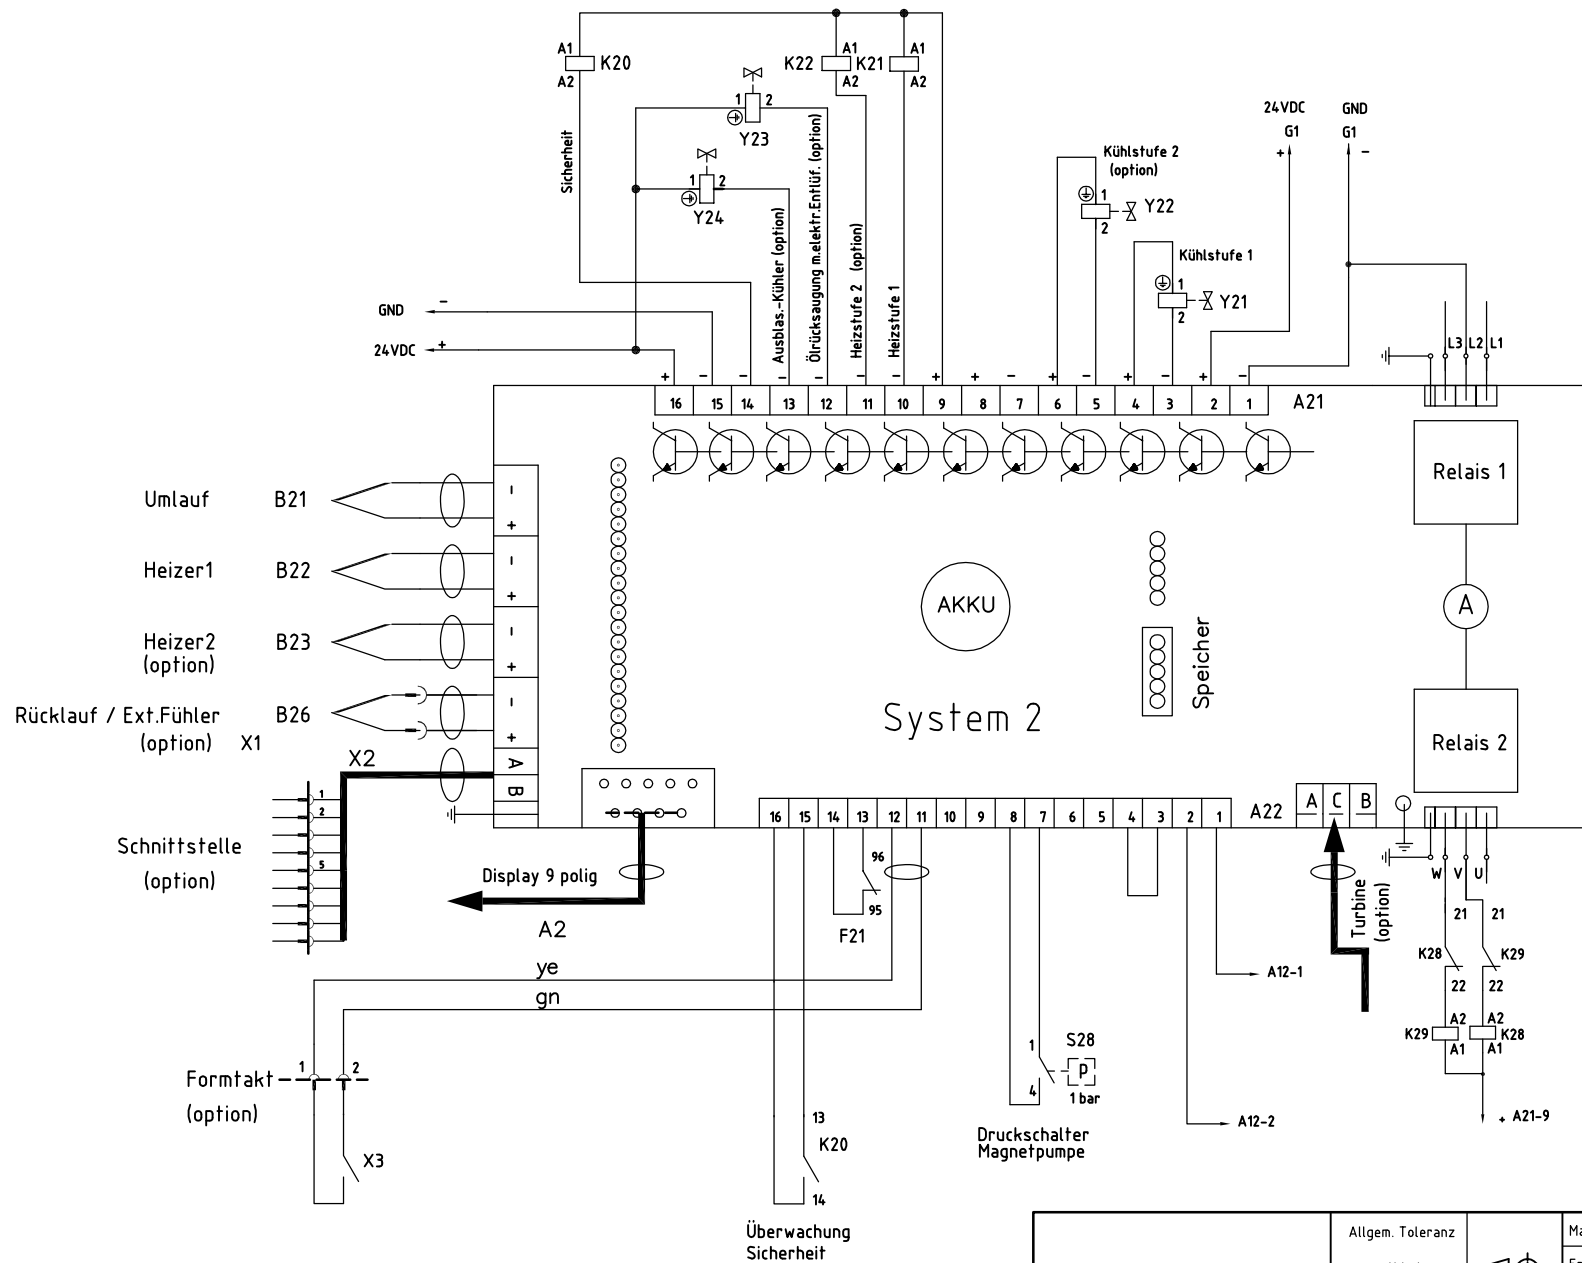 A1
K20
A2
Sicherheit
K22
A1
A2
K21
A1
A2
1 2
Y23
1 2
Y24
Ausblas.-Kühler (option)
Ölrücksaugung m.elektr.Entlüf. (option)
Heizstufe 2 (option)
Heizstufe 1
Kühlstufe 2
(option)
1
Y22
2
Kühlstufe 1
1
Y21
2
24VDC
G1
+
GND
G1
-
GND -
24VDC +
L3 L2 L1
+ - - - - - - + + - + - + - + -
16 15 14 13 12 11 10 9 8 7 6 5 4 3 2 1
A21
Relais 1
A
Relais 2
Umlauf B21
-
+
Heizer1 B22
-
+
Heizer2 B23
(option)
-
+
Rücklauf / Ext.Fühler B26
(option) X1
-
+
X2
A
B
AKKU
System 2
Speicher
Schnittstelle
(option)
1
2
5
Display 9 polig
A2
16 15 14 13 12 11 10 9 8 7 6 5 4 3 2 1
A22
A C B
96
95
F21
ye
gn
Turbine
(option)
W V U
21 21
K28 K29
22 22
A2 A2
K29 K28
A1 A1
+ A21-9
A12-1
A12-2
1
S28
P
4
1 bar
Druckschalter
Magnetpumpe
Formtakt
(option)
1 2
X3
13
K20
14
Überwachung
Sicherheit
Allgem. Toleranz
Ma